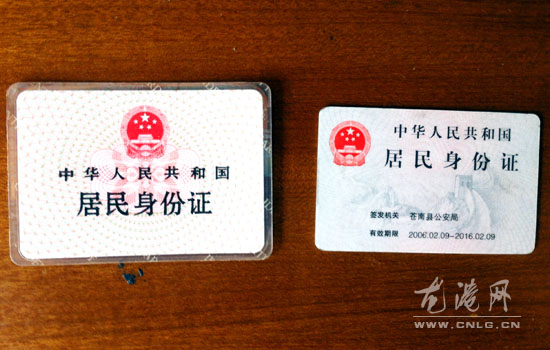 中华人民共和国
居民身份证
中华人民共和国
居民身份证
签发机关 苍南县公安局
有效期限 2006.02.09-2016.02.09
龙港网
WWW.CNLG.CN